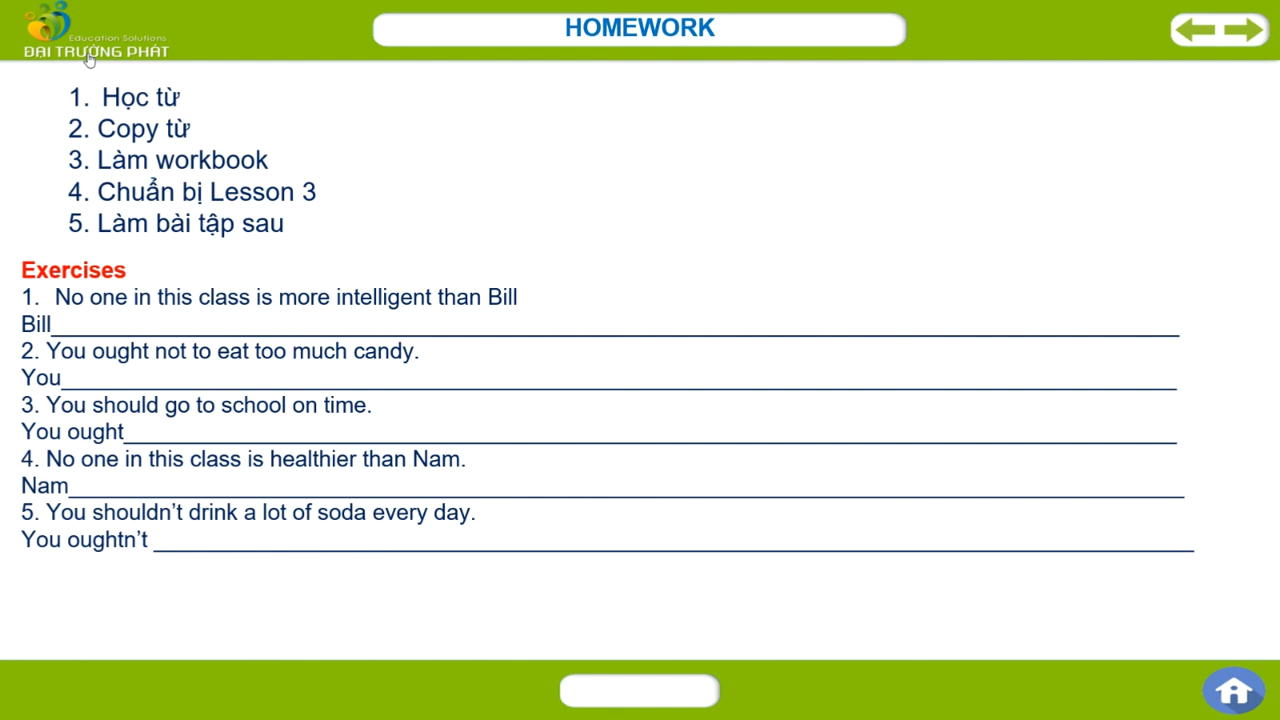 Education Solutions
ĐẠI TRƯỜNG PHÁT
HOMEWORK
1. Học từ
2. Copy từ
3. Làm workbook
4. Chuẩn bị Lesson 3
5. Làm bài tập sau
Exercises
1. No one in this class is more intelligent than Bill
Bill
2. You ought not to eat too much candy.
You
3. You should go to school on time.
You ought
4. No one in this class is healthier than Nam.
Nam
5. You shouldn’t drink a lot of soda every day.
You oughtn’t